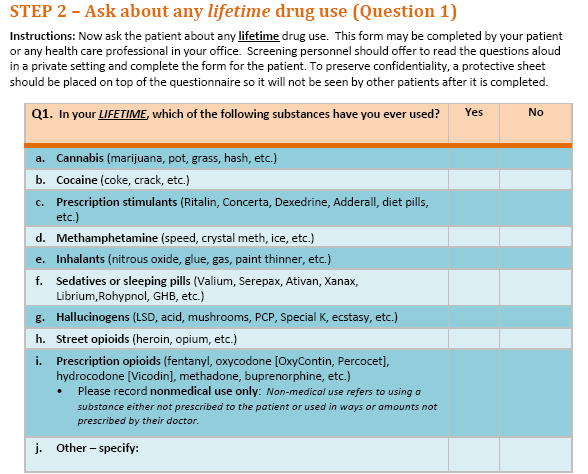 STEP 2 – Ask about any lifetime drug use (Question 1)
Instructions: Now ask the patient about any lifetime drug use. This form may be completed by your patient
or any health care professional in your office. Screening personnel should offer to read the questions aloud
in a private setting and complete the form for the patient. To preserve confidentiality, a protective sheet
should be placed on top of the questionnaire so it will not be seen by other patients after it is completed.
Q1. In your LIFETIME, which of the following substances have you ever used? Yes No
a. Cannabis (marijuana, pot, grass, hash, etc.)
b. Cocaine (coke, crack, etc.)
c. Prescription stimulants (Ritalin, Concerta, Dexedrine, Adderall, diet pills,
etc.)
d. Methamphetamine (speed, crystal meth, ice, etc.)
e. Inhalants (nitrous oxide, glue, gas, paint thinner, etc.)
f. Sedatives or sleeping pills (Valium, Serepax, Ativan, Xanax,
Librium,Rohypnol, GHB, etc.)
g. Hallucinogens (LSD, acid, mushrooms, PCP, Special K, ecstasy, etc.)
h. Street opioids (heroin, opium, etc.)
i. Prescription opioids (fentanyl, oxycodone [OxyContin, Percocet],
hydrocodone [Vicodin], methadone, buprenorphine, etc.)
• Please record nonmedical use only: Non-medical use refers to using a
substance either not prescribed to the patient or used in ways or amounts not
prescribed by their doctor.
j. Other – specify: